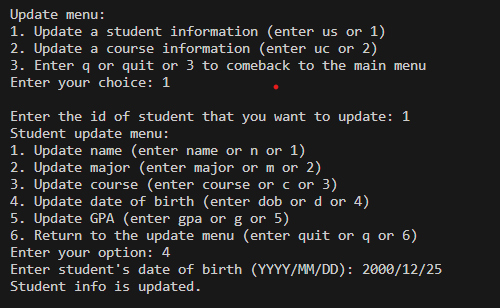 Update menu:
1. Update a student information (enter us or 1)
2. Update a course information (enter uc or 2)
3. Enter q or quit or 3 to comeback to the main menu
Enter your choice: 1
Enter the id of student that you want to update: 1
Student update menu:
1. Update name (enter name or n or 1)
2. Update major (enter major or m or 2)
3. Update course (enter course or c or 3)
4. Update date of birth (enter dob or d or 4)
5. Update GPA (enter gpa or g or 5)
6. Return to the update menu (enter quit or q or 6)
Enter your option: 4
Enter student's date of birth (YYYY/MM/DD): 2000/12/25
Student info is updated.